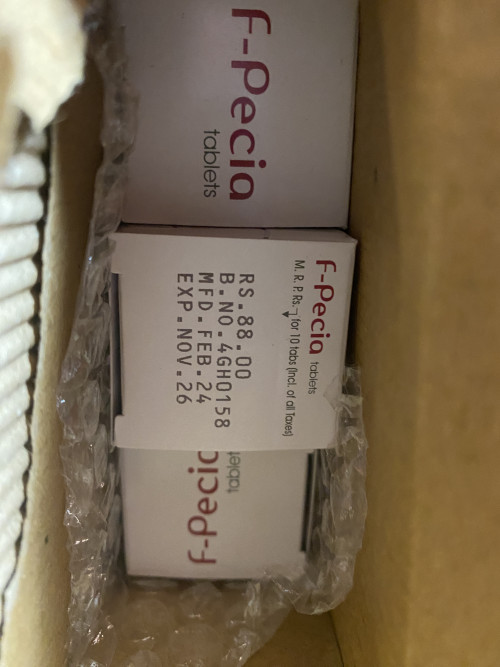 F-Pecia
tablets
F-Pecia tablets
M. R. P. Rs. for 10 tabs (Incl. of all Taxes)
RS.88.00
B.NO.4GH0158
MFD.FEB.24
EXP.NOV.26
F-Pecia
tablet